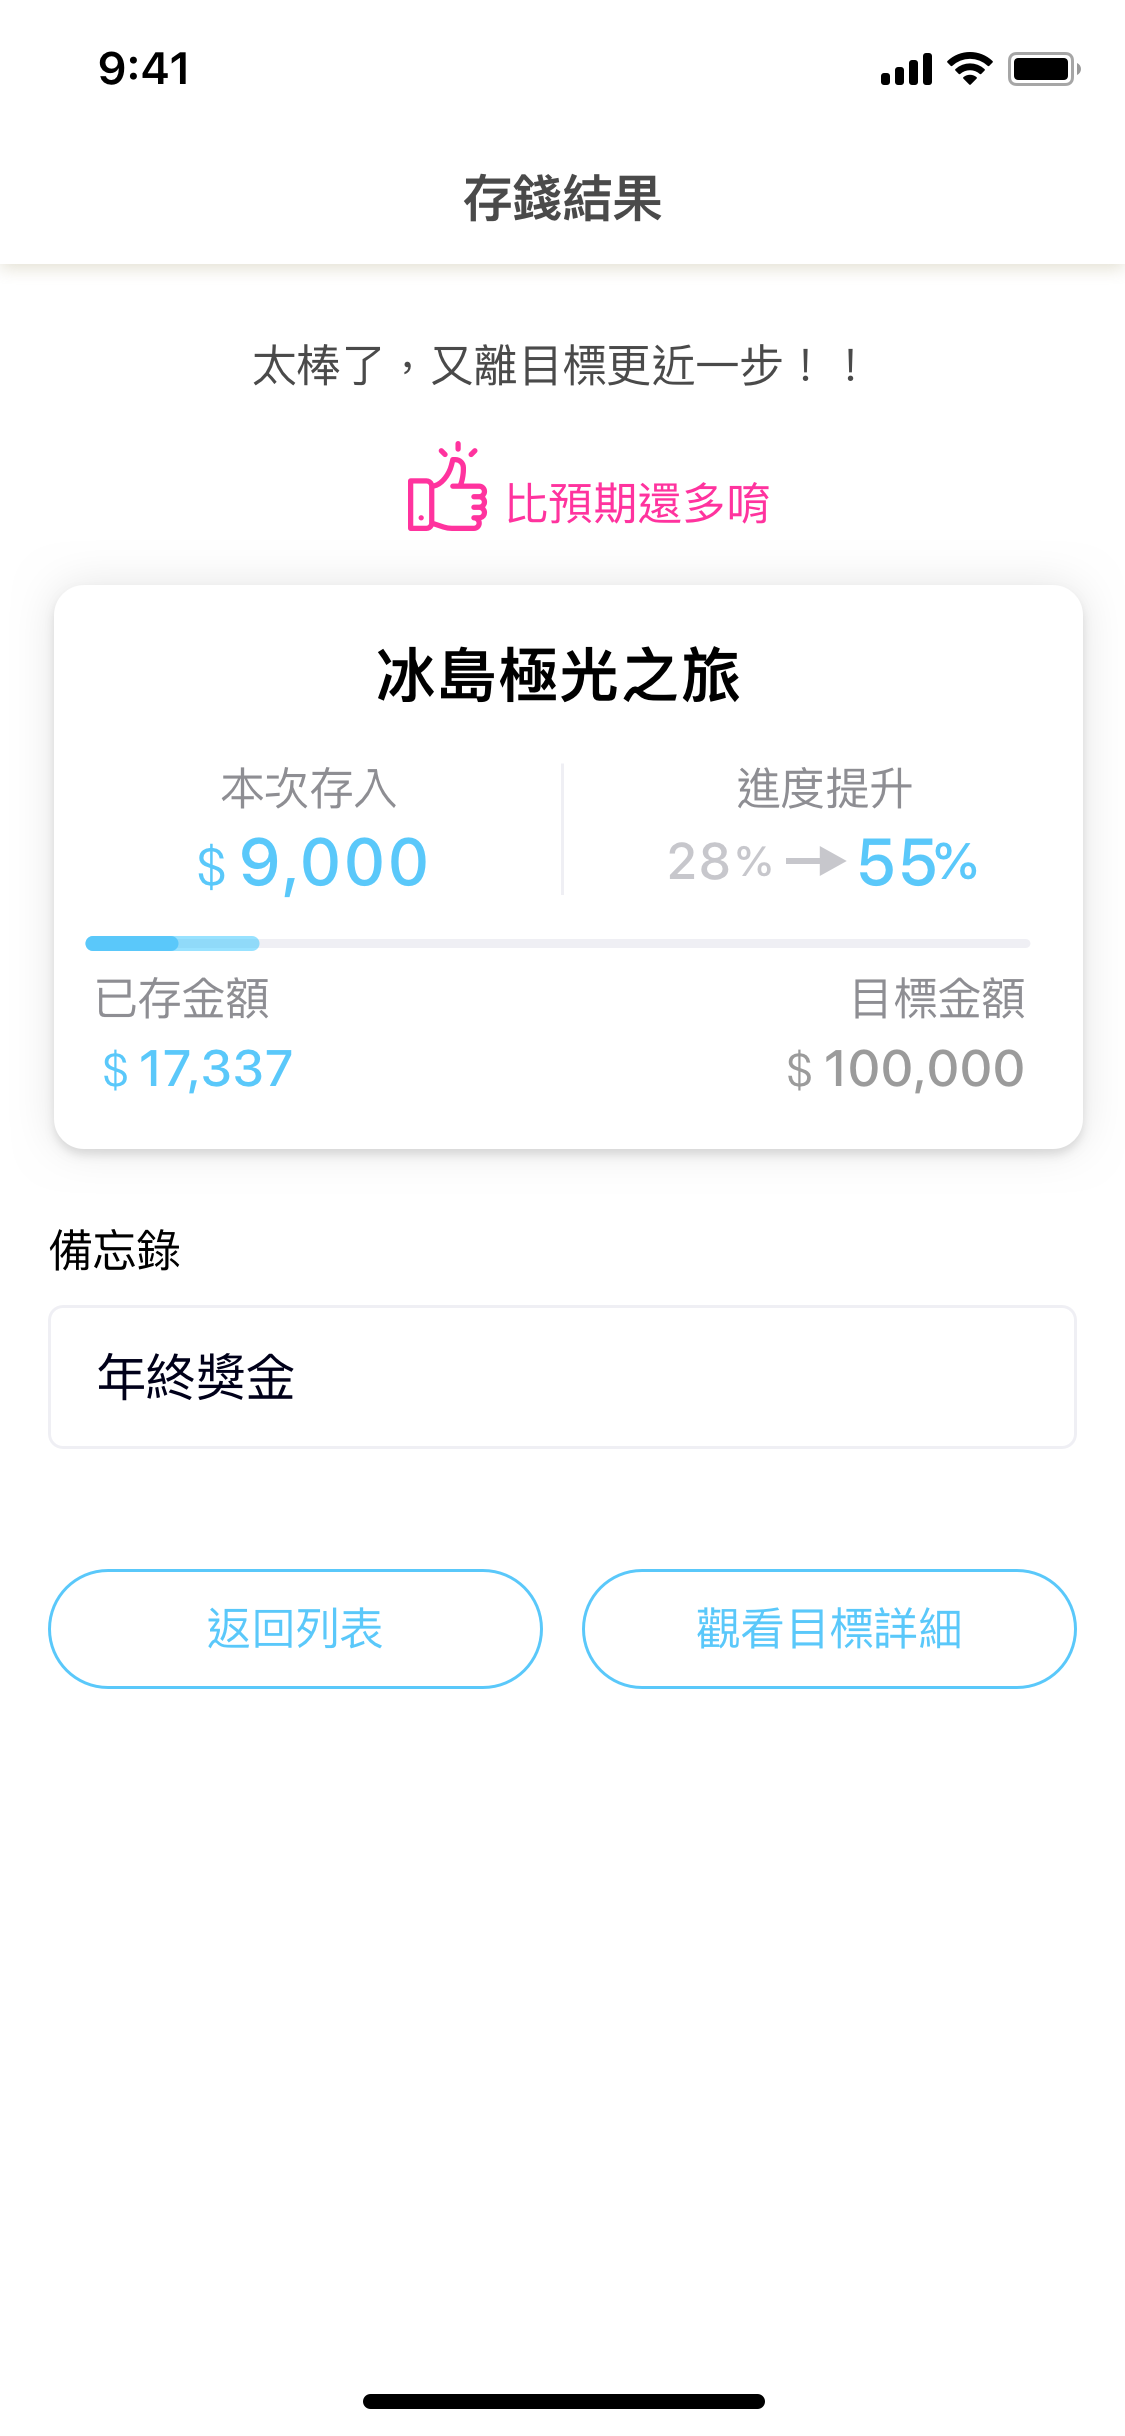 9:41
存錢結果
太棒了，又離目標更近一步！！
比預期還多唷
冰島極光之旅
本次存入
進度提升
$ 9,000
28% 55%
已存金額
目標金額
$ 17,337
$ 100,000
備忘錄
年終獎金
返回列表
觀看目標詳細